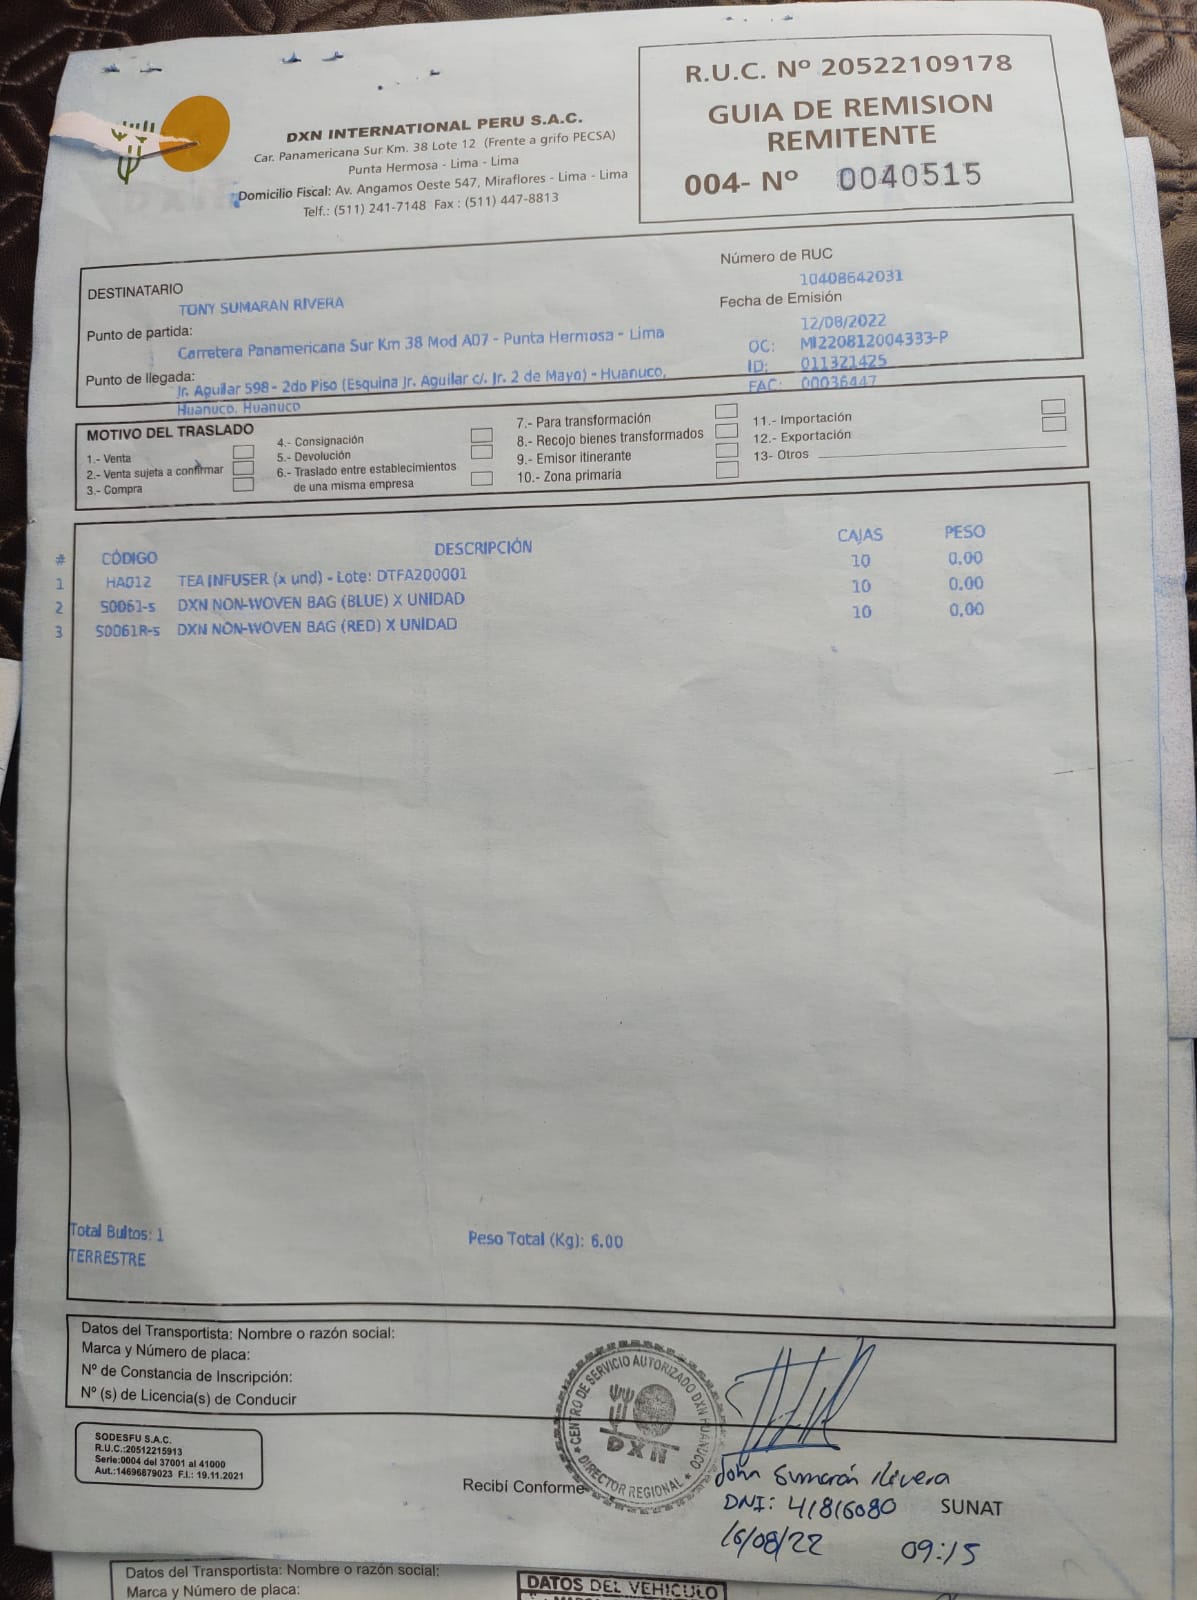 R.U.C. Nº 20522109178
GUIA DE REMISION
REMITENTE
004- Nº 0040515
DXN INTERNATIONAL PERU S.A.C.
Car. Panamericana Sur Km. 38 Lote 12 (Frente a grifo PECSA)
Punta Hermosa - Lima - Lima
Domicilio Fiscal: Av. Angamos Oeste 547, Miraflores - Lima - Lima
Telf.: (511) 241-7148 Fax : (511) 447-8813
DESTINATARIO
TONY SUMARAN RIVERA
Número de RUC
10408642031
Fecha de Emisión
12/08/2022
Punto de partida:
Carretera Panamericana Sur Km 38 Mod A07 - Punta Hermosa - Lima
OC: MI220812004333-P
ID: 011321425
FAC: 00036447
Punto de llegada:
Jr. Aguilar 598 - 2do Piso (Esquina Jr. Aguilar c/. Jr. 2 de Mayo) - Huanuco,
Huanuco, Huanuco
MOTIVO DEL TRASLADO
1.- Venta
2.- Venta sujeta a confirmar
3.- Compra
4.- Consignación
5.- Devolución
6.- Traslado entre establecimientos
de una misma empresa
7.- Para transformación
8.- Recojo bienes transformados
9.- Emisor itinerante
10.- Zona primaria
11.- Importación
12.- Exportación
13- Otros
# CÓDIGO DESCRIPCIÓN CAJAS PESO
1 HA012 TEA INFUSER (x und) - Lote: DTFA200001 10 0.00
2 S0061-s DXN NON-WOVEN BAG (BLUE) X UNIDAD 10 0.00
3 S0061R-s DXN NON-WOVEN BAG (RED) X UNIDAD 10 0.00
Total Bultos: 1 Peso Total (Kg): 6.00
TERRESTRE
Datos del Transportista: Nombre o razón social:
Marca y Número de placa:
Nº de Constancia de Inscripción:
Nº (s) de Licencia(s) de Conducir
SODESFU S.A.C.
R.U.C.:20512215913
Serie:0004 del 37001 al 41000
Aut.:14696879023 F.I.: 19.11.2021
CENTRO DE SERVICIO AUTORIZADO DXN HUANUCO
DXN
DIRECTOR REGIONAL
Recibí Conforme
John Sumarán Rivera
DNI: 41816080
SUNAT
16/08/22 09:15
Datos del Transportista: Nombre o razón social:
Marca y Número de placa:
DATOS DEL VEHICULO